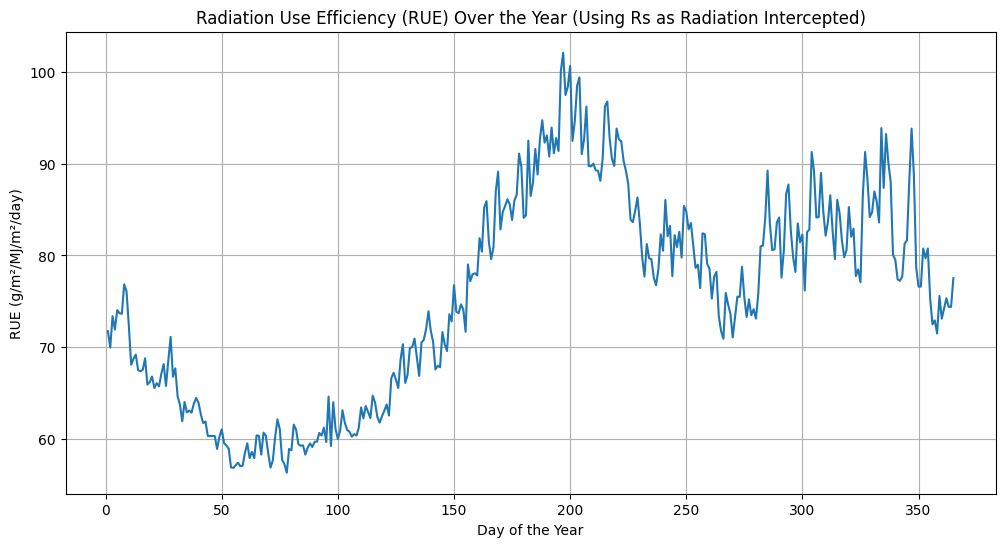 Radiation Use Efficiency (RUE) Over the Year (Using Rs as Radiation Intercepted)
RUE (g/m²/MJ/m²/day)
100
90
80
70
60
0 50 100 150 200 250 300 350
Day of the Year